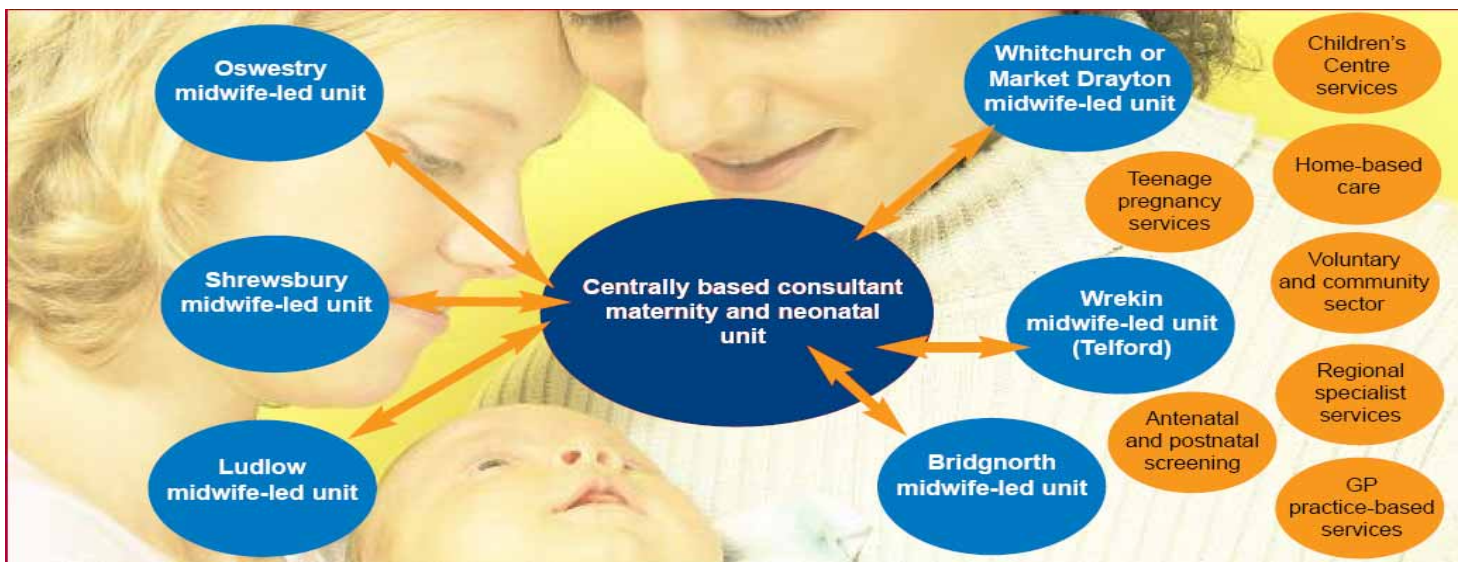 Oswestry
midwife-led unit
Shrewsbury
midwife-led unit
Ludlow
midwife-led unit
Centrally based consultant
maternity and neonatal
unit
Whitchurch or
Market Drayton
midwife-led unit
Wrekin
midwife-led unit
(Telford)
Bridgnorth
midwife-led unit
Teenage
pregnancy
services
Antenatal
and postnatal
screening
Children's
Centre
services
Home-based
care
Voluntary
and community
sector
Regional
specialist
services
GP
practice-based
services